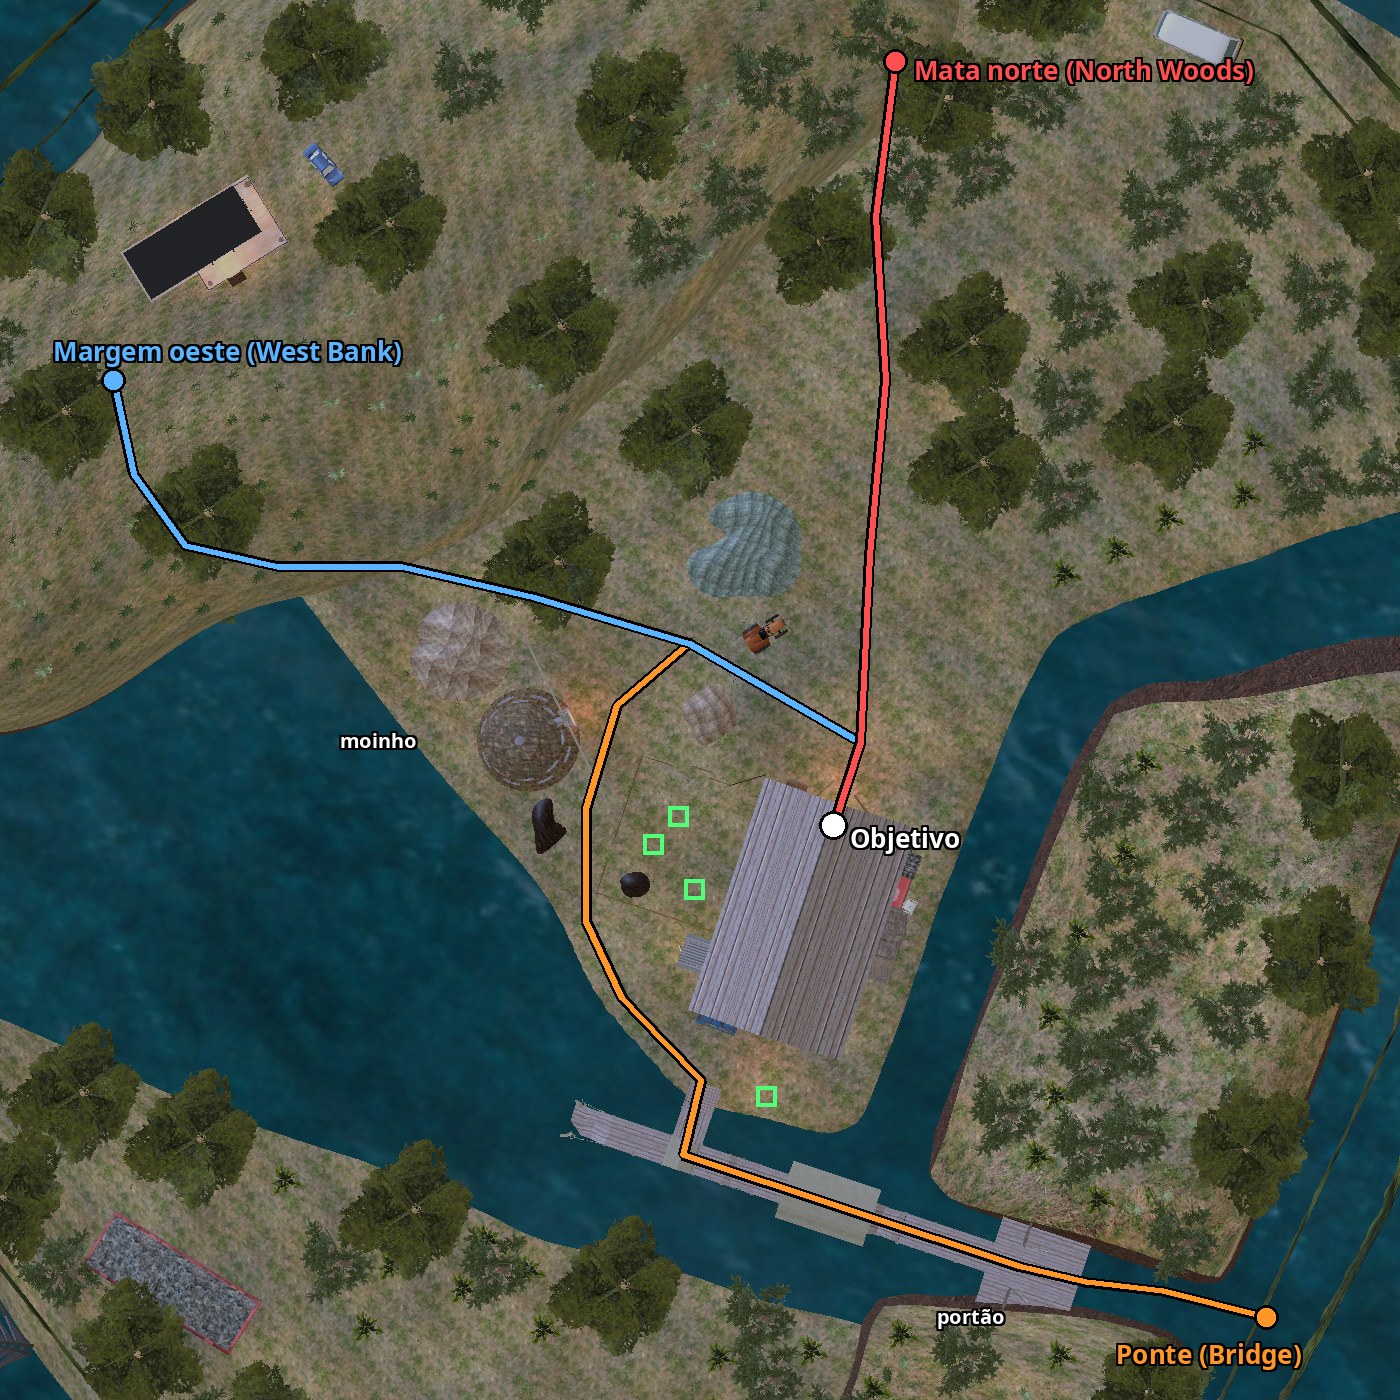 Mata norte (North Woods)
Margem oeste (West Bank)
moinho
Objetivo
portão
Ponte (Bridge)